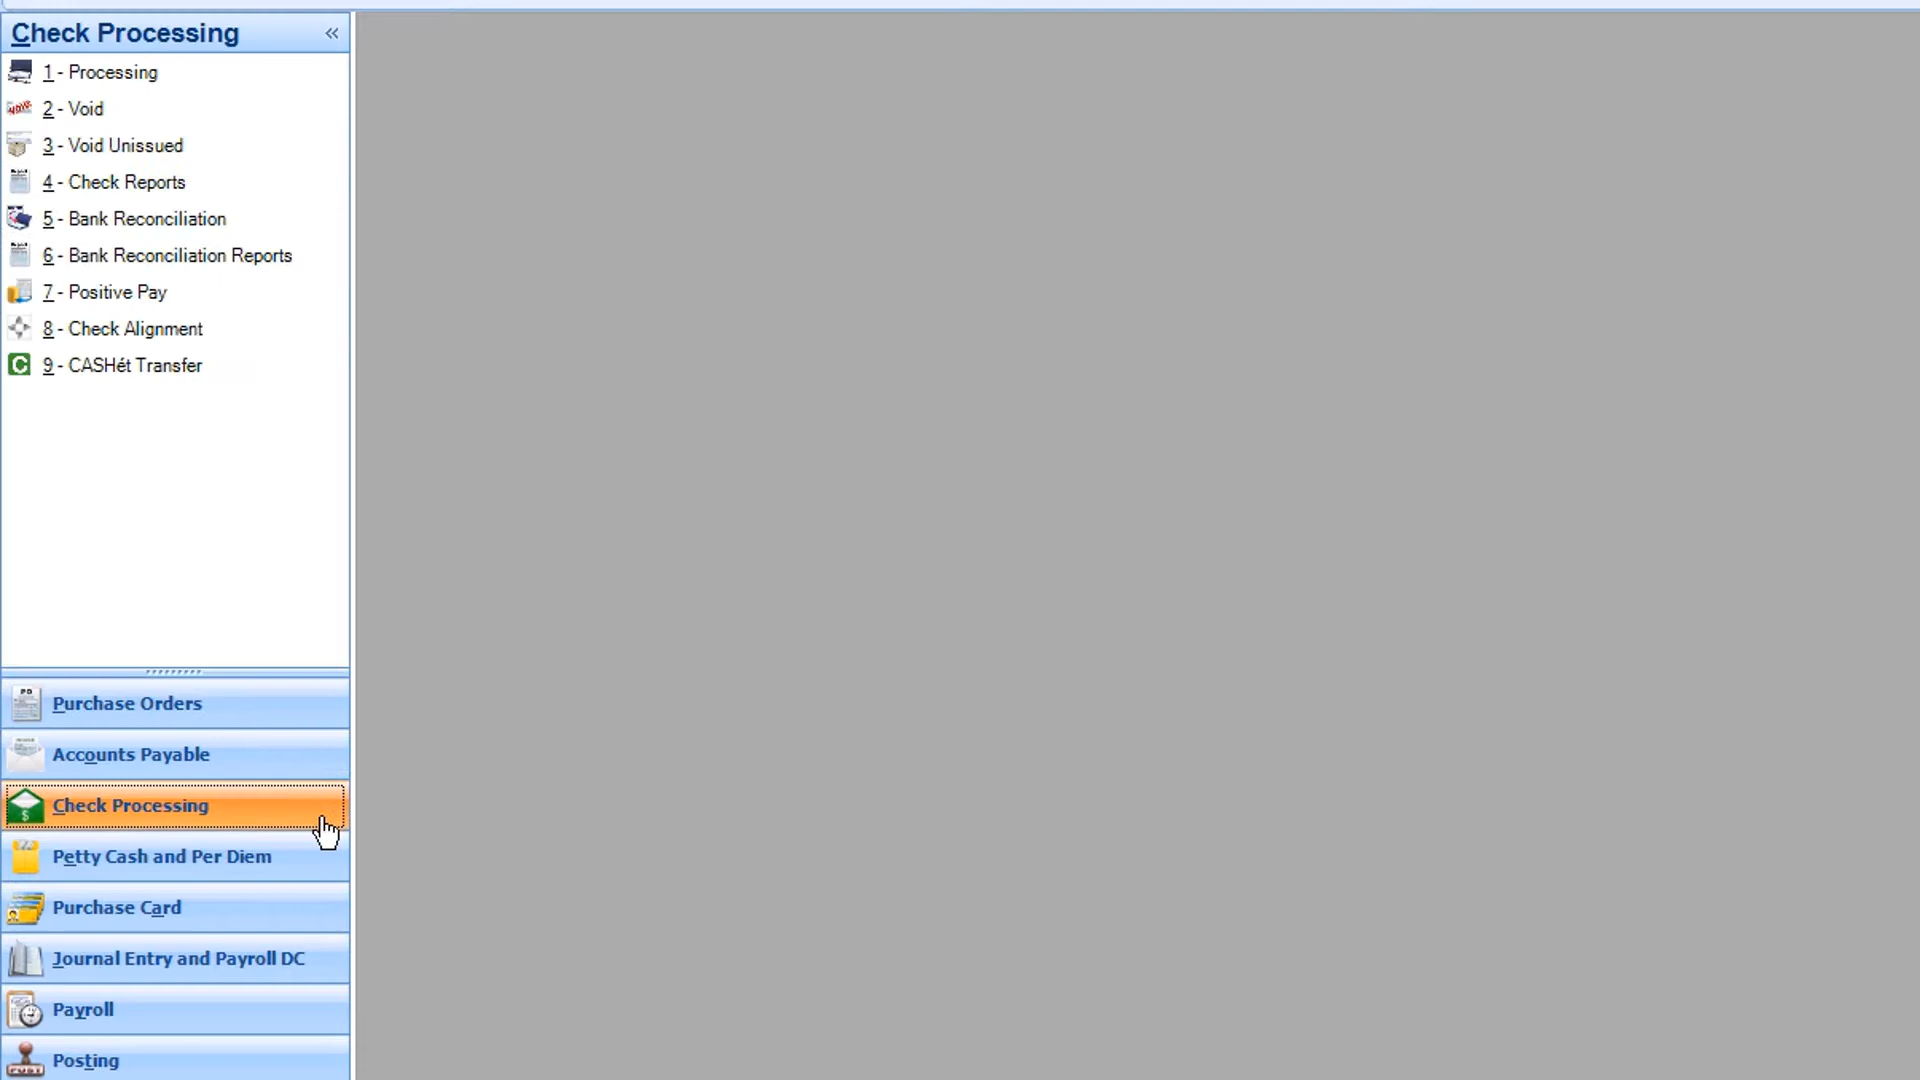 Check Processing «
1 - Processing
2 - Void
3 - Void Unissued
4 - Check Reports
5 - Bank Reconciliation
6 - Bank Reconciliation Reports
7 - Positive Pay
8 - Check Alignment
9 - CASHét Transfer
Purchase Orders
Accounts Payable
Check Processing
Petty Cash and Per Diem
Purchase Card
Journal Entry and Payroll DC
Payroll
Posting